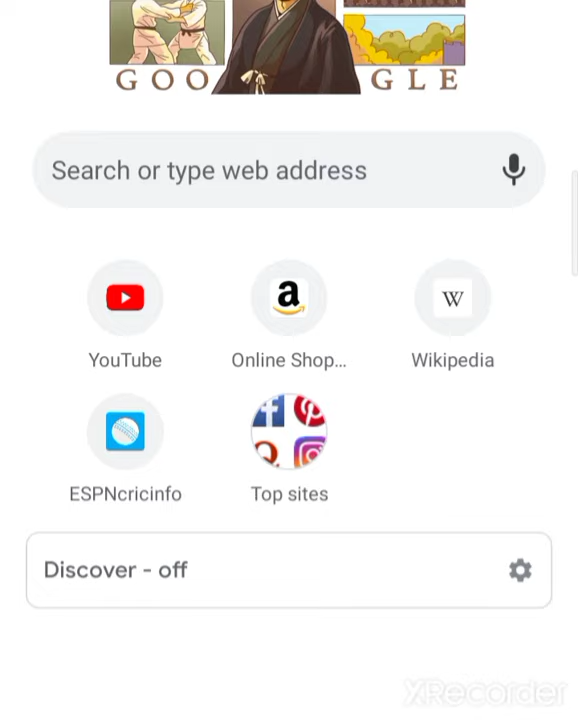 GOO GLE
Search or type web address
YouTube
Online Shop...
Wikipedia
ESPNcricinfo
Top sites
Discover - off
XRecorder